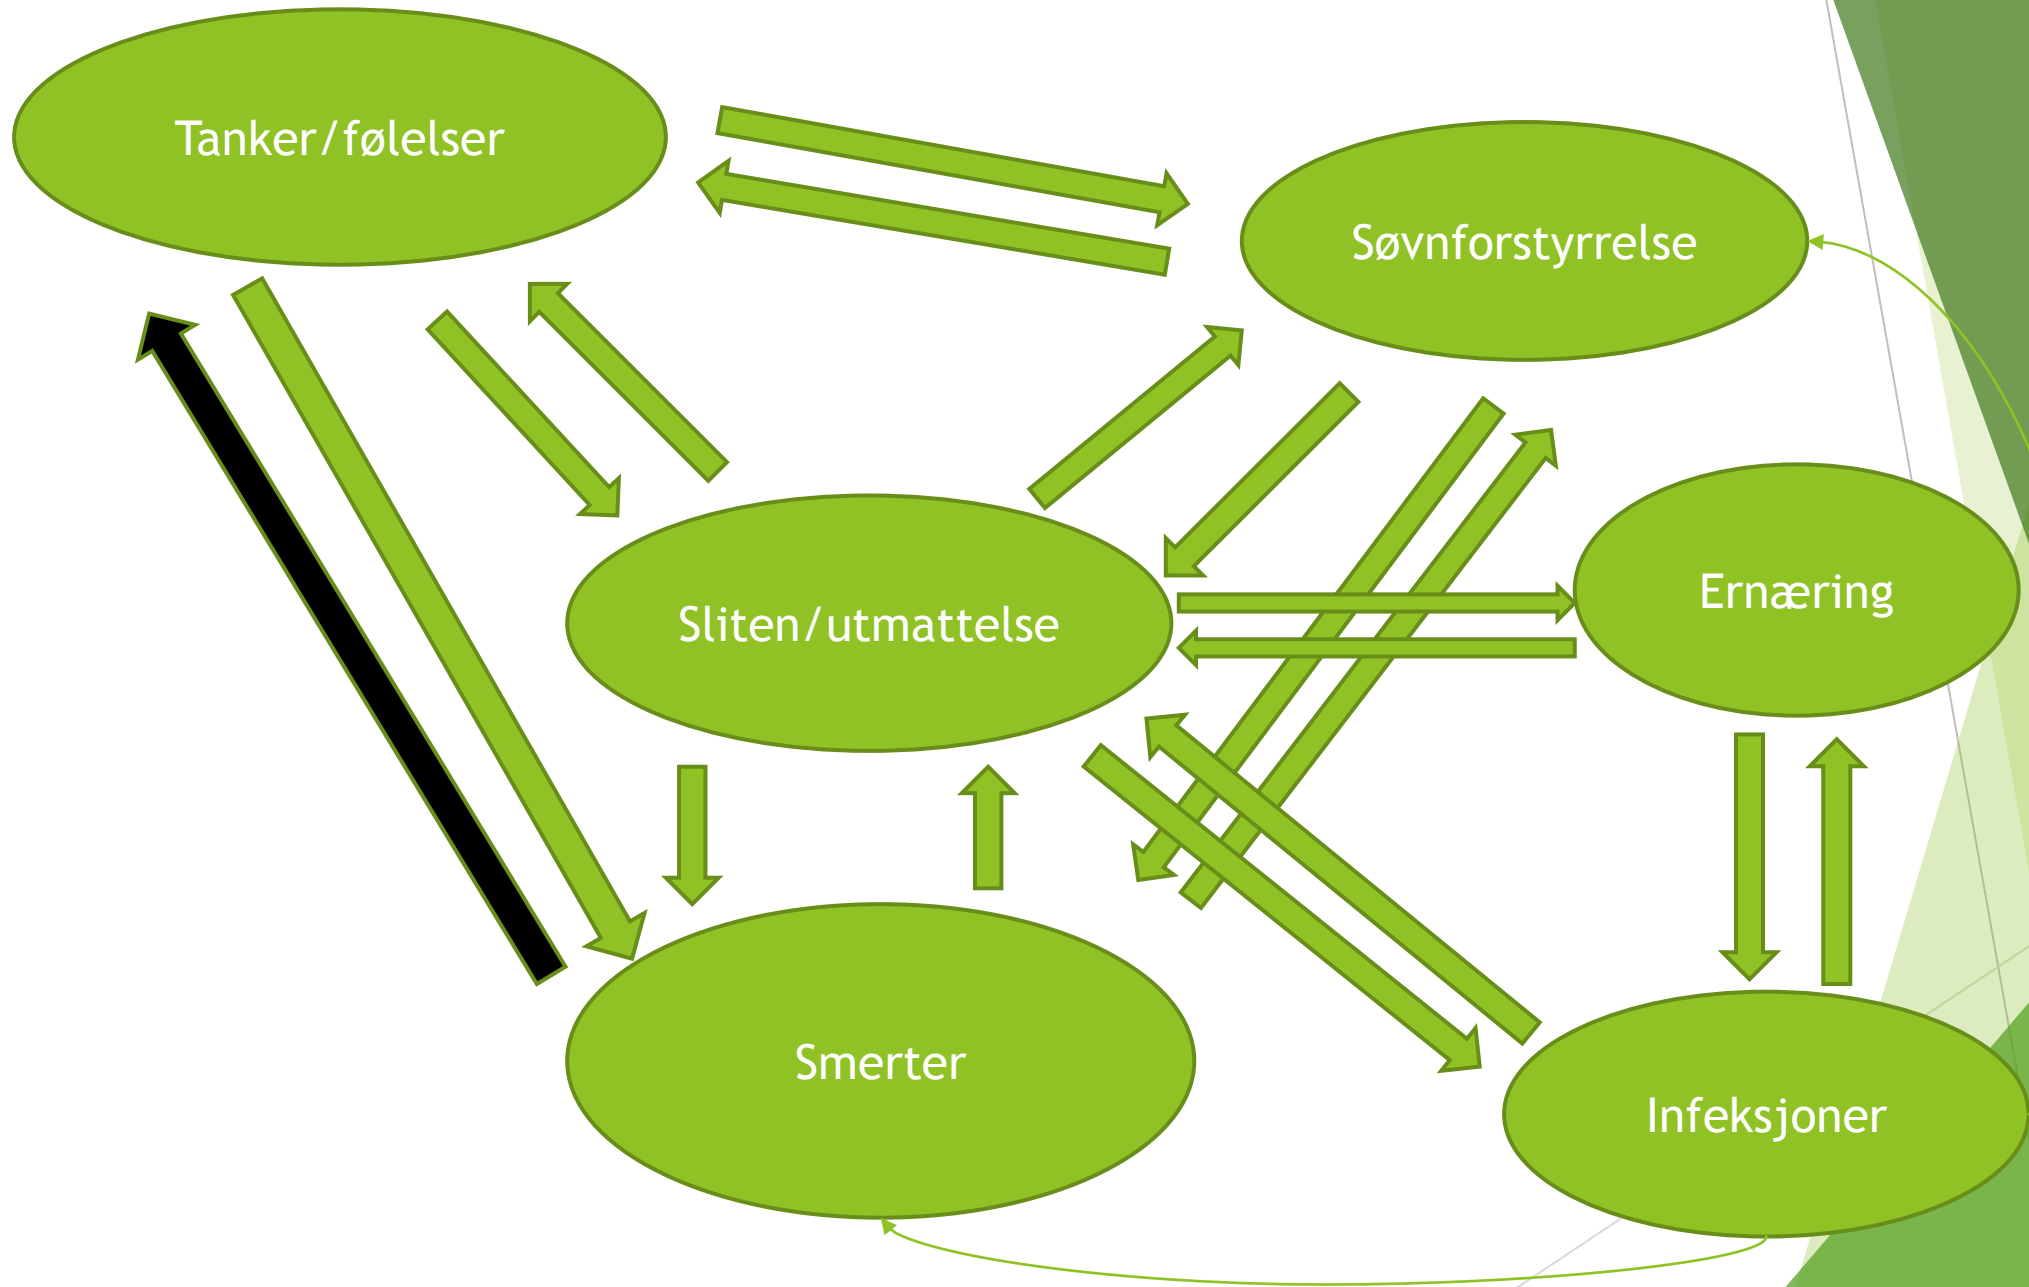 Tanker/følelser
Søvnforstyrrelse
Ernæring
Sliten/utmattelse
Smerter
Infeksjoner